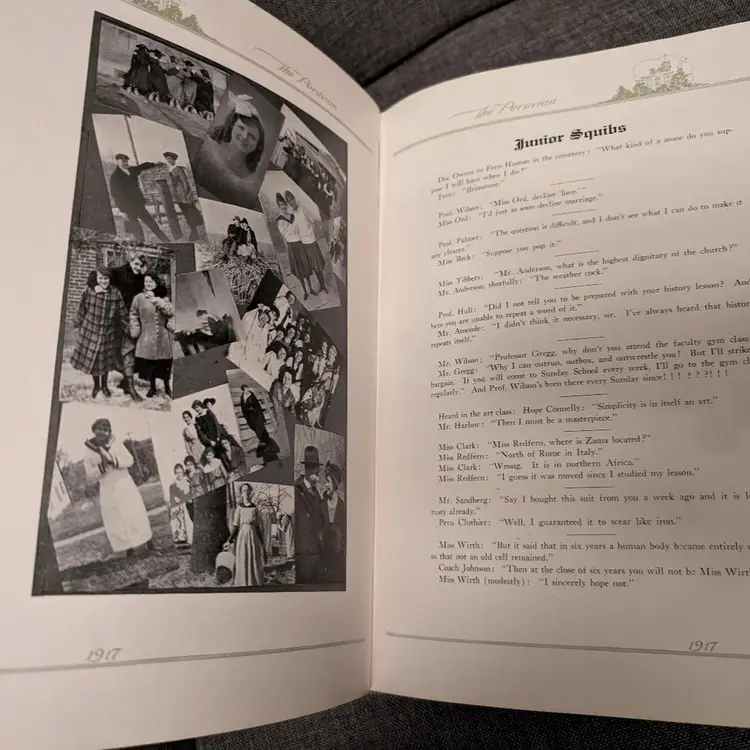 The Peruvian
1917
The Peruvian
Junior Squibs
Doc Owens to Fern Huston in the cemetery: "What kind of a stone do you sup-
pose I will have when I die?"
Fern: "Brimstone."
Prof. Wilson: "Miss Ord, decline 'love.'"
Miss Ord: "I'd just as soon decline marriage."
Prof. Palmer: "The question is difficult, and I don't see what I can do to make it
any clearer."
Miss Beck: "Suppose you pop it."
Miss Tibbets: "Mr. Anderson, what is the highest dignitary of the church?"
Mr. Anderson, thorfully: "The weather cock."
Prof. Hull: "Did I not tell you to be prepared with your history lesson? And
here you are unable to repeat a word of it."
Mr. Amende: "I didn't think it necessary, sir. I've always heard that histor
repeats itself."
Mr. Wilson: "Professor Gregg, why don't you attend the faculty gym class
Mr. Gregg: "Why I can outrun, outbox, and outwrestle you! But I'll strike
bargain. If you will come to Sunday School every week, I'll go to the gym cl
regularly." And Prof. Wilson's been there every Sunday since! ! ! ? ? ?! ! !
Heard in the art class: Hope Connelly: "Simplicity is in itself an art."
Mr. Harlow: "Then I must be a masterpiece."
Miss Clark: "Miss Redfern, where is Zama located?"
Miss Redfern: "North of Rome in Italy."
Miss Clark: "Wrong. It is in northern Africa."
Miss Redfern: "I guess it was moved since I studied my lesson."
Mr. Sandberg: "Say I bought this suit from you a week ago and it is
rusty already."
Peru Clothier: "Well, I guaranteed it to wear like iron."
Miss Wirth: "But it said that in six years a human body became entirely
so that not an old cell remained."
Coach Johnson: "Then at the close of six years you will not be Miss Wirt
Miss Wirth (modestly): "I sincerely hope not."
1917